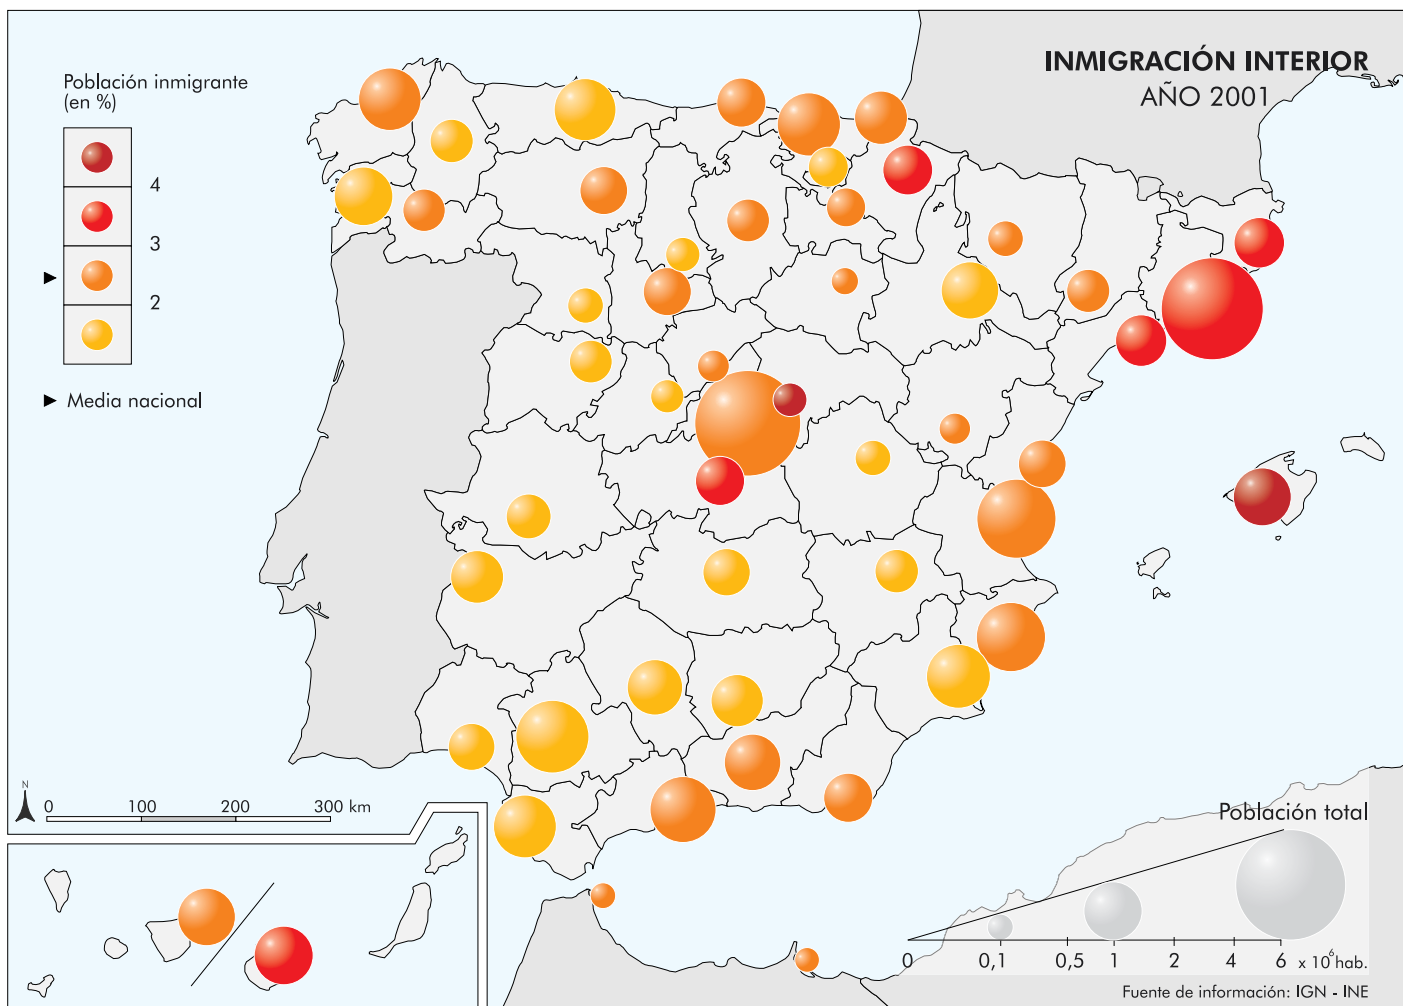 INMIGRACIÓN INTERIOR
AÑO 2001
Población inmigrante
(en %)
4
3
2
► Media nacional
N
0 100 200 300 km
Población total
0 0,1 0,5 1 2 4 6 x 10⁶ hab.
Fuente de información: IGN - INE